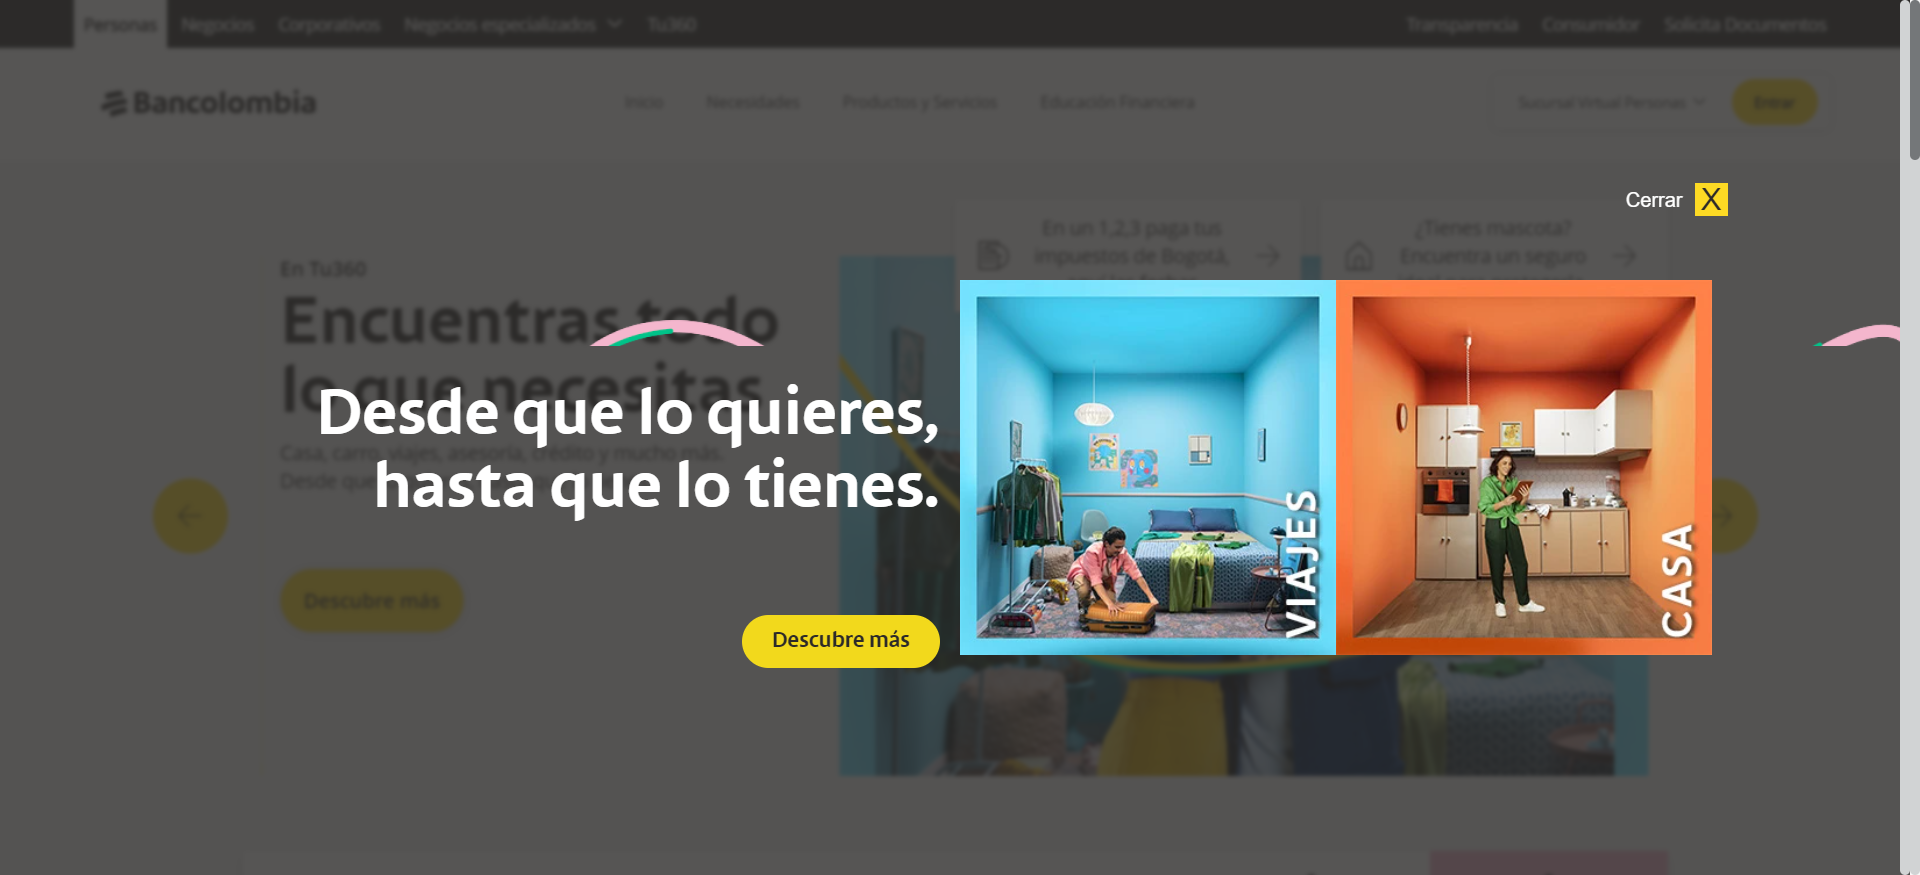 Personas Negocios Corporativos Negocios especializados Tu360 Transparencia Consumidor Solicita Documentos
Bancolombia Inicio Necesidades Productos y Servicios Educación Financiera Sucursal Virtual Personas Entrar
Cerrar X
En un 1,2,3 paga tus
impuestos de Bogotá,
¿Tienes mascota?
Encuentra un seguro
En Tu360
Encuentras todo
lo que necesitas
Desde que lo quieres,
hasta que lo tienes.
Casa, carro, viajes, asesoría, crédito y mucho más.
Desde que
Descubre más
Descubre más
VIAJES
CASA